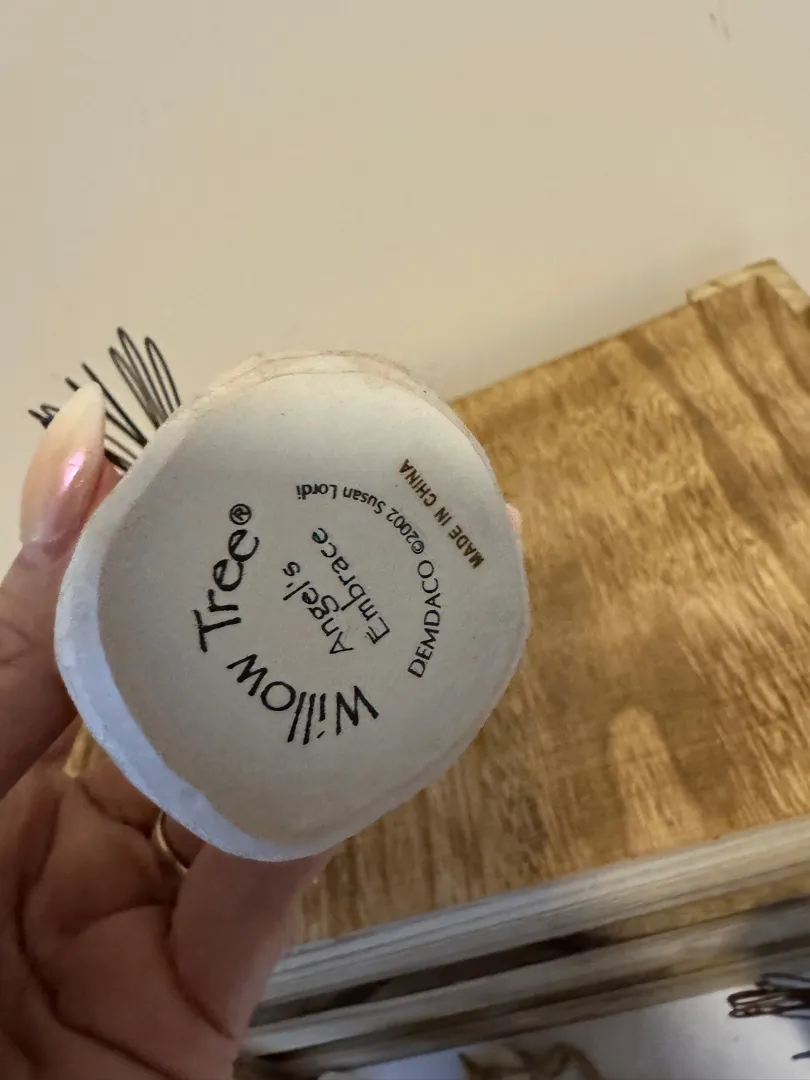 Willow Tree®
Angel's
Embrace
DEMDACO ©2002 Susan Lordi
MADE IN CHINA